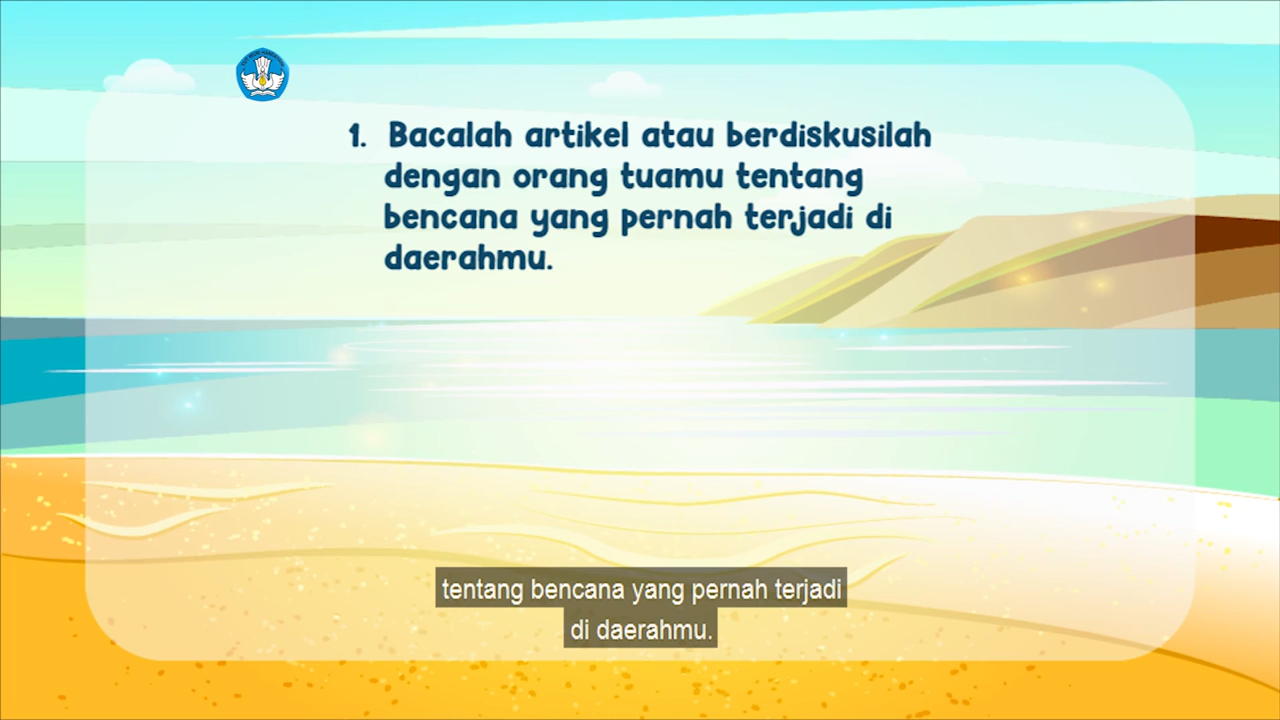 1. Bacalah artikel atau berdiskusilah
dengan orang tuamu tentang
bencana yang pernah terjadi di
daerahmu.
tentang bencana yang pernah terjadi
di daerahmu.